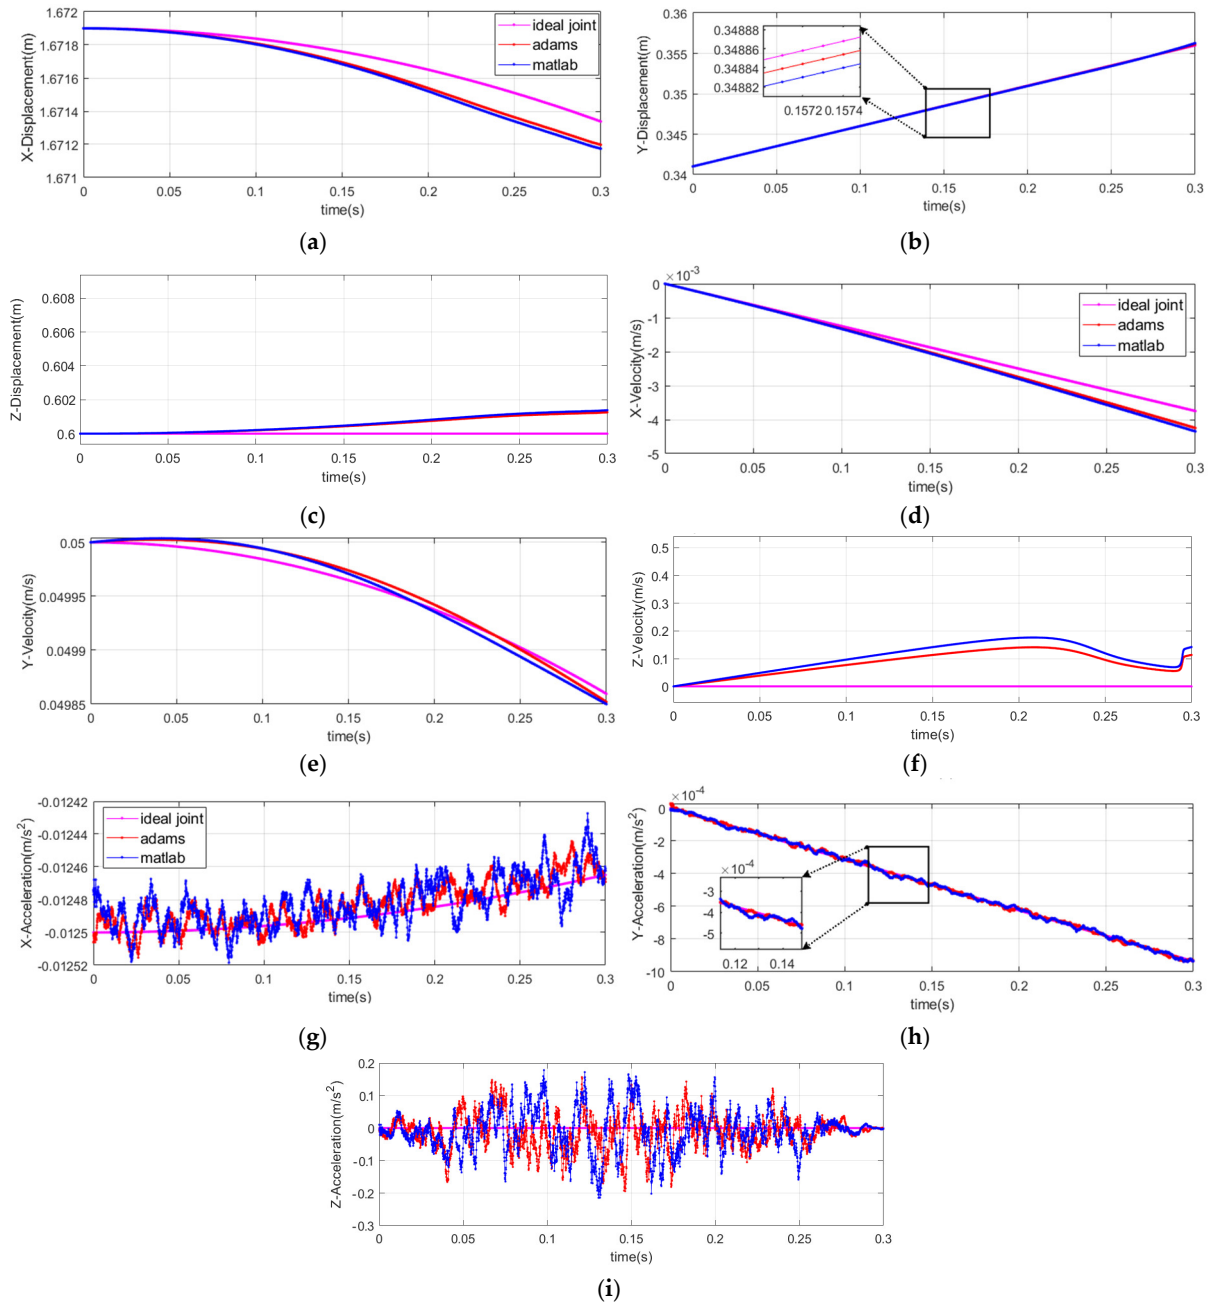 1.672
1.6718
1.6716
1.6714
1.6712
1.671
X-Displacement(m)
ideal joint
adams
matlab
0 0.05 0.1 0.15 0.2 0.25 0.3
time(s)
(a)
0.36
0.355
0.350
0.345
0.34
Y-Displacement(m)
0.34888
0.34886
0.34884
0.34882
0.1572 0.1574
0 0.05 0.1 0.15 0.2 0.25 0.3
time(s)
(b)
0.608
0.606
0.604
0.602
0.6
Z-Displacement(m)
0 0.05 0.1 0.15 0.2 0.25 0.3
time(s)
(c)
×10-3
0
-1
-2
-3
-4
-5
X-Velocity(m/s)
ideal joint
adams
matlab
0 0.05 0.1 0.15 0.2 0.25 0.3
time(s)
(d)
0.05
0.04995
0.0499
0.04985
Y-Velocity(m/s)
0 0.05 0.1 0.15 0.2 0.25 0.3
time(s)
(e)
0.5
0.4
0.3
0.2
0.1
0
Z-Velocity(m/s)
0 0.05 0.1 0.15 0.2 0.25 0.3
time(s)
(f)
-0.01242
-0.01244
-0.01246
-0.01248
-0.0125
-0.01252
X-Acceleration(m/s2)
ideal joint
adams
matlab
0 0.05 0.1 0.15 0.2 0.25 0.3
time(s)
(g)
×10-4
0
-2
-4
-6
-8
-10
Y-Acceleration(m/s2)
×10-4
-3
-4
-5
0.12 0.14
0 0.05 0.1 0.15 0.2 0.25 0.3
time(s)
(h)
0.2
0.1
0
-0.1
-0.2
-0.3
Z-Acceleration(m/s2)
0 0.05 0.1 0.15 0.2 0.25 0.3
time(s)
(i)